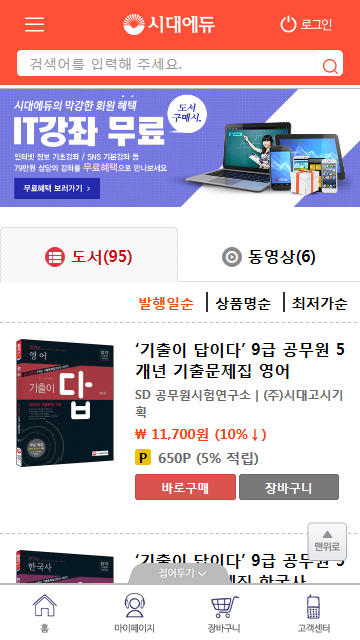 시대에듀
로그인
검색어를 입력해 주세요.
시대에듀의 막강한 회원 혜택
IT강좌 무료
도서
구매시.
인터넷 정보 기초강좌 / SNS 기본강좌 등
79만원 상당의 강좌를 무료혜택으로 만나보세요
무료혜택 보러가기 >
도서(95)
동영상(6)
발행일순 | 상품명순 | 최저가순
영어
기출이
답
‘기출이 답이다’ 9급 공무원 5
개년 기출문제집 영어
SD 공무원시험연구소 | (주)시대고시기
획
₩ 11,700원 (10%↓)
P 650P (5% 적립)
바로구매
장바구니
맨위로
한국사
‘기출이 답이다’ 9급 공무원 5
한국사
접어두기
홈
마이페이지
장바구니
고객센터